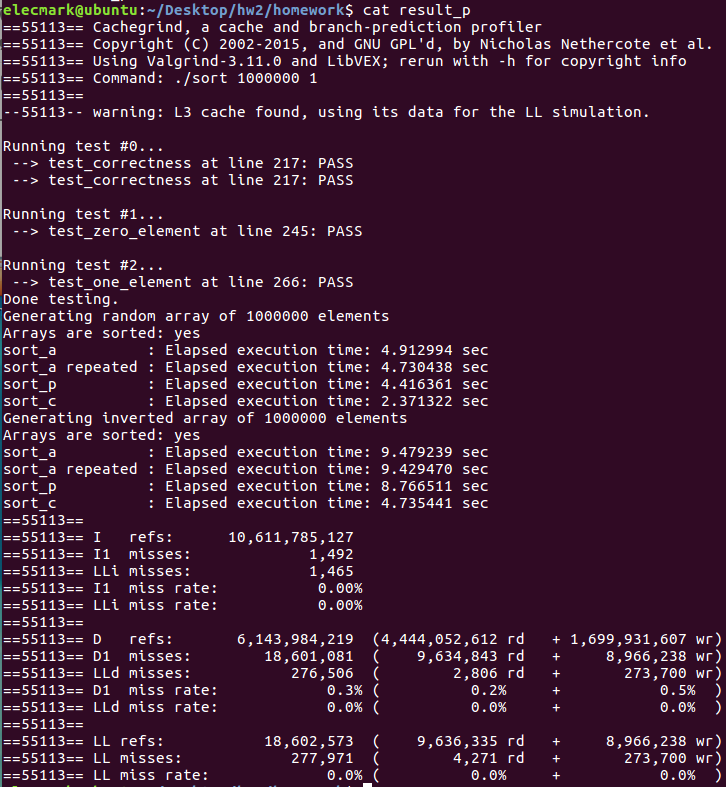 elecmark@ubuntu:~/Desktop/hw2/homework$ cat result_p
==55113== Cachegrind, a cache and branch-prediction profiler
==55113== Copyright (C) 2002-2015, and GNU GPL'd, by Nicholas Nethercote et al.
==55113== Using Valgrind-3.11.0 and LibVEX; rerun with -h for copyright info
==55113== Command: ./sort 1000000 1
==55113==
--55113-- warning: L3 cache found, using its data for the LL simulation.

Running test #0...
 --> test_correctness at line 217: PASS
 --> test_correctness at line 217: PASS

Running test #1...
 --> test_zero_element at line 245: PASS

Running test #2...
 --> test_one_element at line 266: PASS
Done testing.
Generating random array of 1000000 elements
Arrays are sorted: yes
sort_a          : Elapsed execution time: 4.912994 sec
sort_a repeated : Elapsed execution time: 4.730438 sec
sort_p          : Elapsed execution time: 4.416361 sec
sort_c          : Elapsed execution time: 2.371322 sec
Generating inverted array of 1000000 elements
Arrays are sorted: yes
sort_a          : Elapsed execution time: 9.479239 sec
sort_a repeated : Elapsed execution time: 9.429470 sec
sort_p          : Elapsed execution time: 8.766511 sec
sort_c          : Elapsed execution time: 4.735441 sec
==55113==
==55113== I   refs:      10,611,785,127
==55113== I1  misses:             1,492
==55113== LLi misses:             1,465
==55113== I1  miss rate:           0.00%
==55113== LLi miss rate:           0.00%
==55113==
==55113== D   refs:       6,143,984,219  (4,444,052,612 rd   + 1,699,931,607 wr)
==55113== D1  misses:        18,601,081  (    9,634,843 rd   +     8,966,238 wr)
==55113== LLd misses:           276,506  (        2,806 rd   +       273,700 wr)
==55113== D1  miss rate:            0.3% (          0.2%     +           0.5%  )
==55113== LLd miss rate:            0.0% (          0.0%     +           0.0%  )
==55113==
==55113== LL refs:           18,602,573  (    9,636,335 rd   +     8,966,238 wr)
==55113== LL misses:            277,971  (        4,271 rd   +       273,700 wr)
==55113== LL miss rate:             0.0% (          0.0%     +           0.0%  )